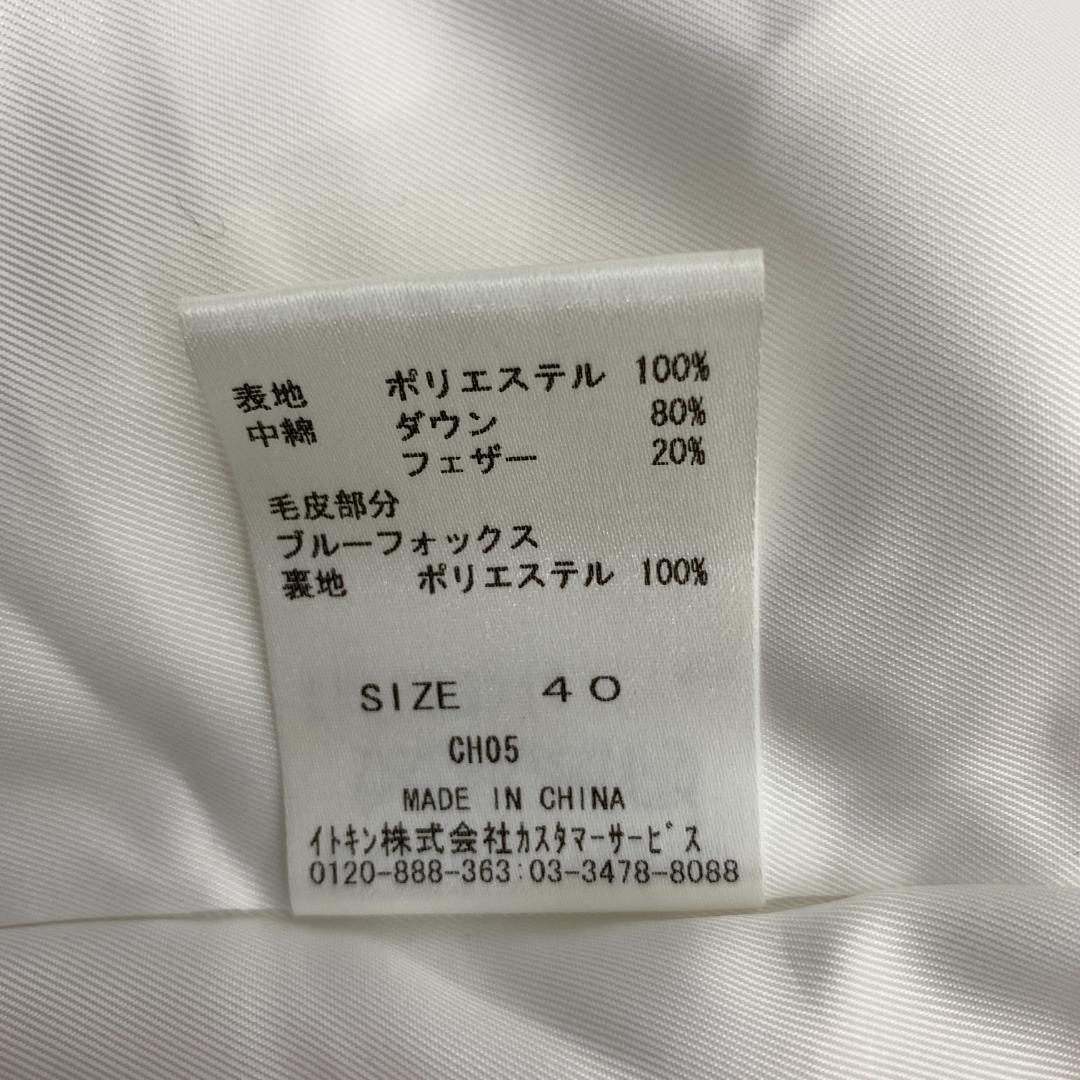 表地 ポリエステル 100%
中綿 ダウン 80%
フェザー 20%
毛皮部分
ブルーフォックス
裏地 ポリエステル 100%
SIZE 40
CH05
MADE IN CHINA
ｲﾄｷﾝ株式会社ｶｽﾀﾏｰｻｰﾋﾞｽ
0120-888-363:03-3478-8088